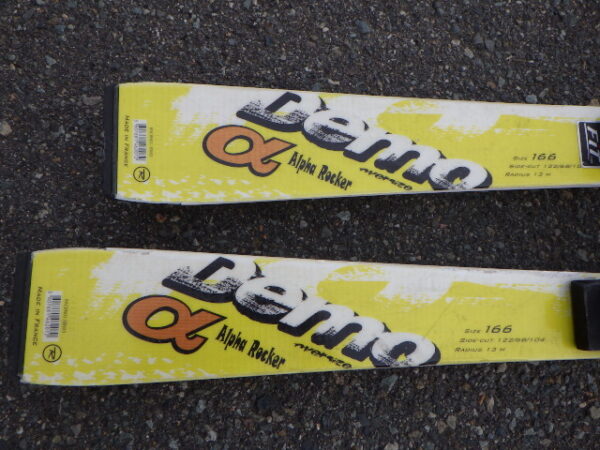 MADE IN FRANCE
R
DEMO
α Alpha Rocker
SIZE 166
RADIUS 13 M
MADE IN FRANCE
R
DEMO
α Alpha Rocker
SIZE 166
SIDE-CUT 122/68/104
RADIUS 13 M